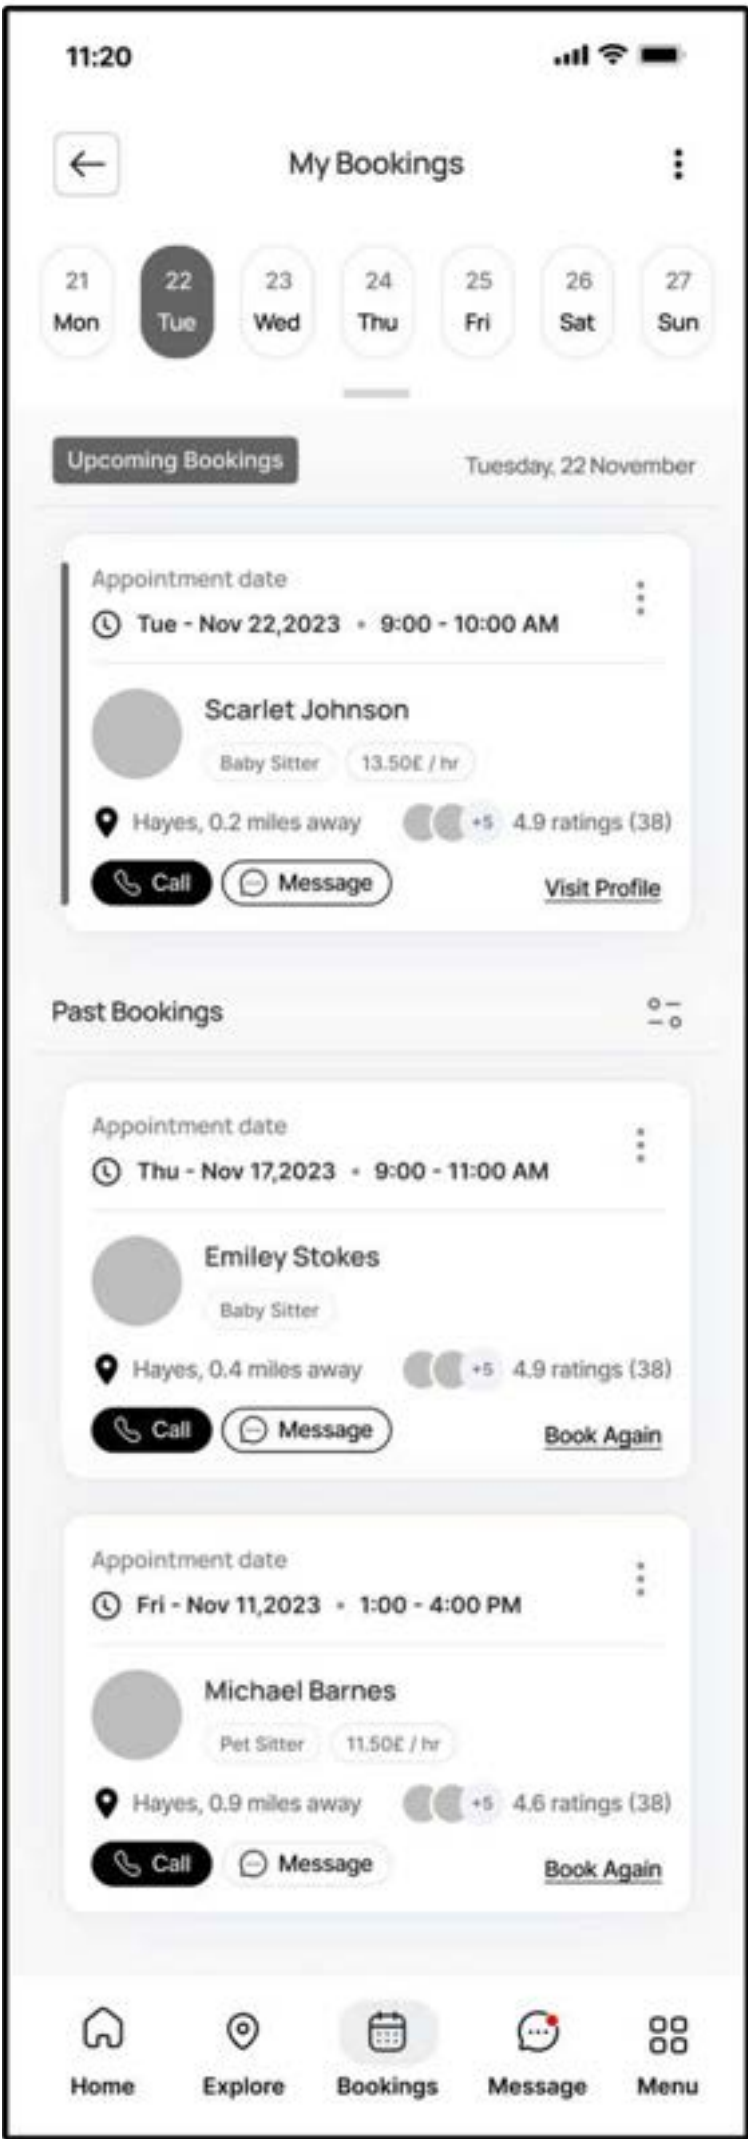 11:20
My Bookings
21 22 23 24 25 26 27
Mon Tue Wed Thu Fri Sat Sun
Upcoming Bookings Tuesday, 22 November
Appointment date
Tue - Nov 22,2023 • 9:00 - 10:00 AM
Scarlet Johnson
Baby Sitter 13.50£ / hr
Hayes, 0.2 miles away +5 4.9 ratings (38)
Call Message Visit Profile
Past Bookings
Appointment date
Thu - Nov 17,2023 • 9:00 - 11:00 AM
Emiley Stokes
Baby Sitter
Hayes, 0.4 miles away +5 4.9 ratings (38)
Call Message Book Again
Appointment date
Fri - Nov 11,2023 • 1:00 - 4:00 PM
Michael Barnes
Pet Sitter 11.50£ / hr
Hayes, 0.9 miles away +5 4.6 ratings (38)
Call Message Book Again
Home Explore Bookings Message Menu